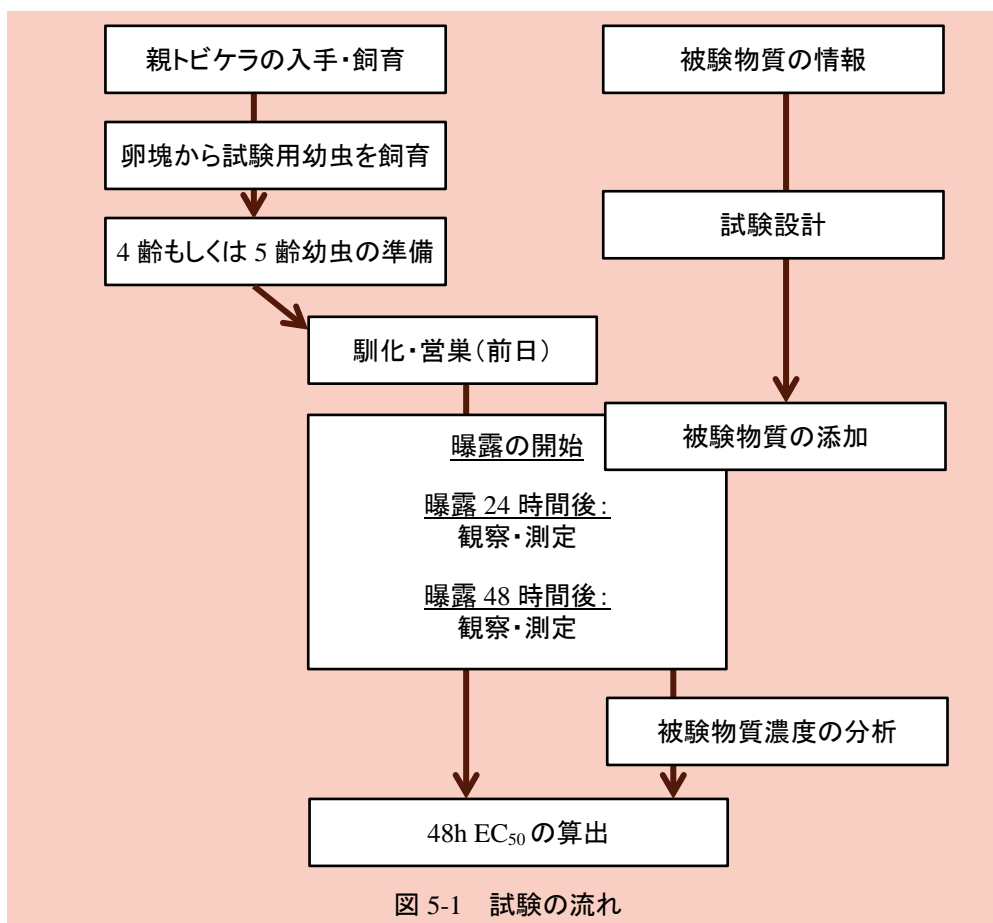 親トビケラの入手・飼育
被験物質の情報
卵塊から試験用幼虫を飼育
試験設計
4 齢もしくは 5 齢幼虫の準備
馴化・営巣(前日)
被験物質の添加
曝露の開始
曝露 24 時間後:
観察・測定
曝露 48 時間後:
観察・測定
被験物質濃度の分析
48h EC₅₀ の算出
図 5-1 試験の流れ